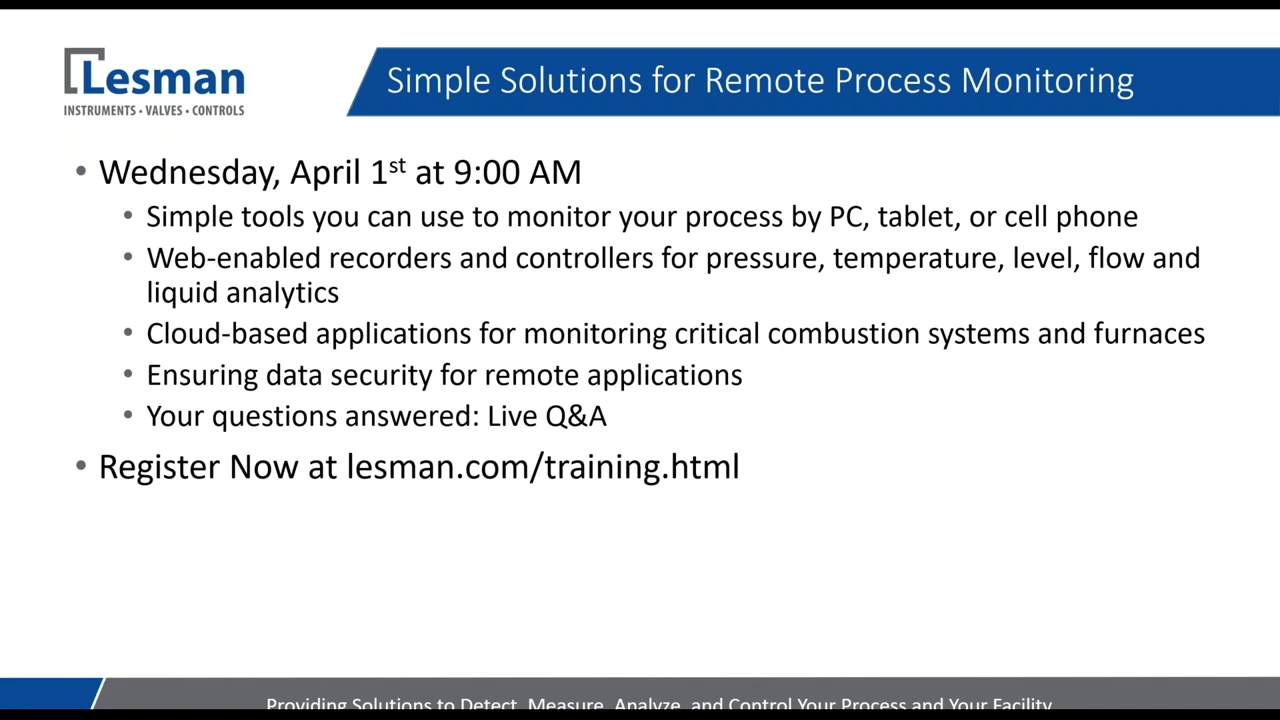 Lesman
INSTRUMENTS • VALVES • CONTROLS
Simple Solutions for Remote Process Monitoring
• Wednesday, April 1st at 9:00 AM
• Simple tools you can use to monitor your process by PC, tablet, or cell phone
• Web-enabled recorders and controllers for pressure, temperature, level, flow and
liquid analytics
• Cloud-based applications for monitoring critical combustion systems and furnaces
• Ensuring data security for remote applications
• Your questions answered: Live Q&A
• Register Now at lesman.com/training.html
Providing Solutions to Detect, Measure, Analyze, and Control Your Process and Your Facility